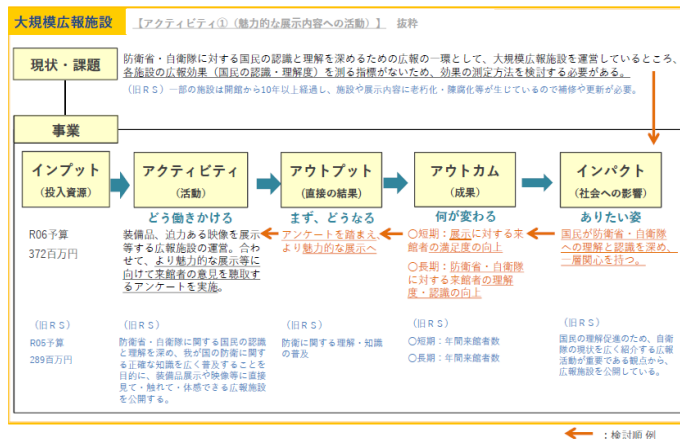 大規模広報施設
【アクティビティ①（魅力的な展示内容への活動）】 抜粋
現状・課題
防衛省・自衛隊に対する国民の認識と理解を深めるための広報の一環として、大規模広報施設を運営しているところ、
各施設の広報効果（国民の認識・理解度）を測る指標がないため、効果の測定方法を検討する必要がある。
（旧ＲＳ）一部の施設は開館から10年以上経過し、施設や展示内容に老朽化・陳腐化等が生じているので補修や更新が必要。
事業
インプット
（投入資源）
アクティビティ
（活動）
アウトプット
（直接の結果）
アウトカム
（成果）
インパクト
（社会への影響）
どう働きかける
まず、どうなる
何が変わる
ありたい姿
R06予算
372百万円
装備品、迫力ある映像を展示
等する広報施設の運営。合わ
せて、より魅力的な展示等に
向けて来館者の意見を聴取す
るアンケートを実施。
アンケートを踏まえ、
より魅力的な展示へ
〇短期：展示に対する来
館者の満足度の向上
〇長期：防衛省・自衛隊
に対する来館者の理解
度・認識の向上
国民が防衛省・自衛隊
への理解と認識を深め、
一層関心を持つ。
（旧ＲＳ）
R05予算
289百万円
（旧ＲＳ）
防衛省・自衛隊に関する国民の認識
と理解を深め、我が国の防衛に関す
る正確な知識を広く普及することを
目的に、装備品展示や映像等に直接
見て・触れて・体感できる広報施設
を公開する。
（旧ＲＳ）
防衛に関する理解・知識
の普及
（旧ＲＳ）
〇短期：年間来館者数
〇長期：年間来館者数
（旧ＲＳ）
国民の理解促進のため、自衛
隊の現状を広く紹介する広報
活動が重要である観点から、
広報施設を公開している。
：検討順 例